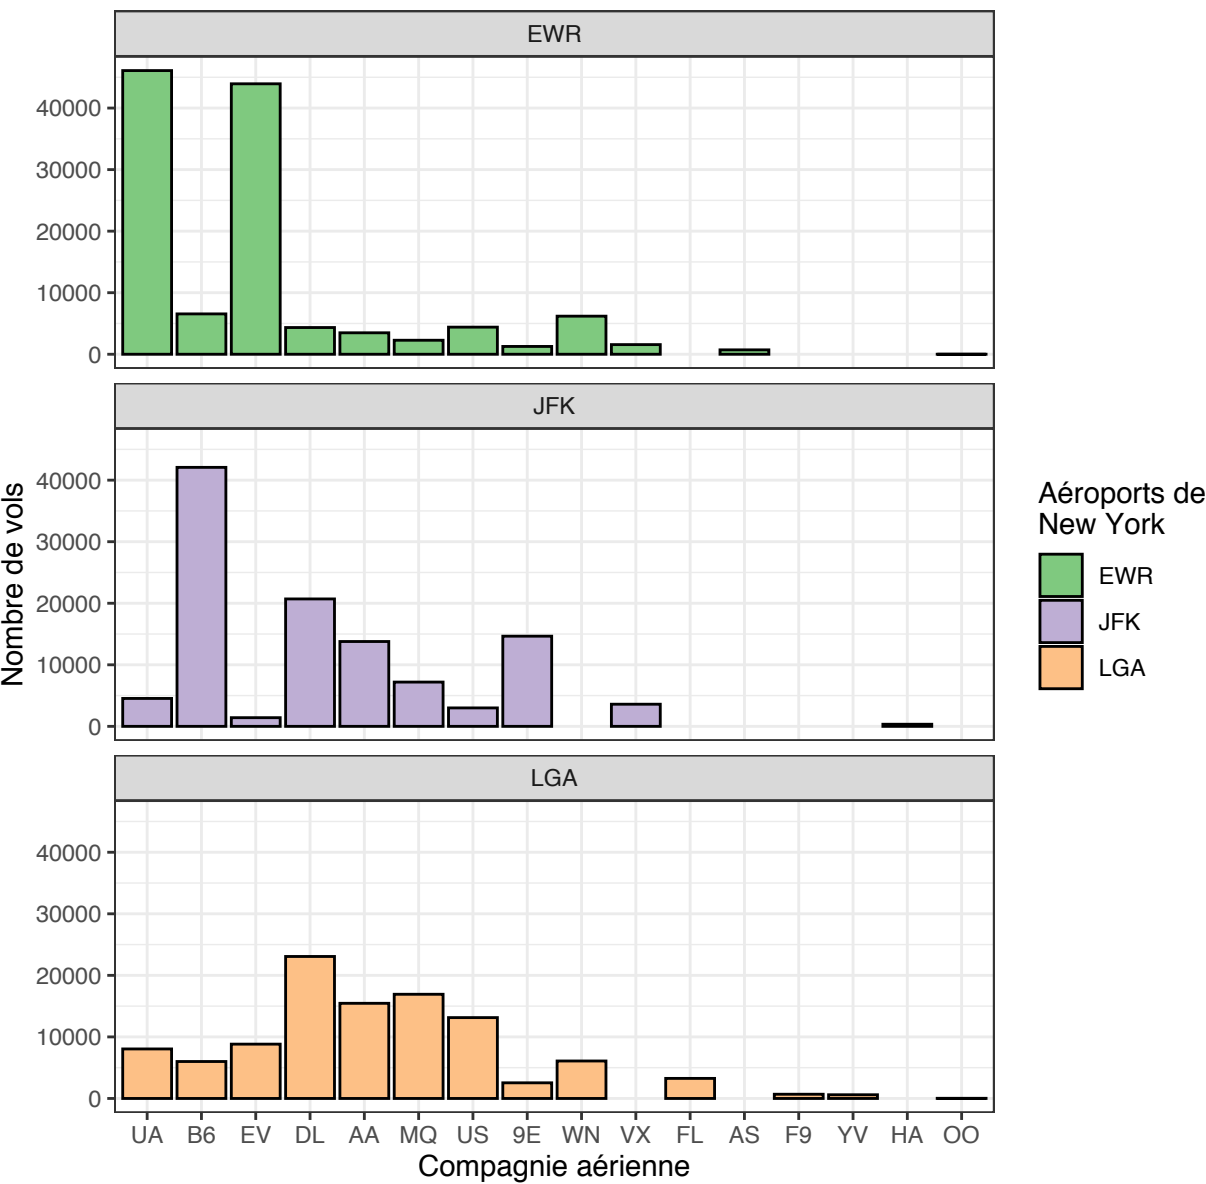 EWR
40000
30000
20000
10000
0
JFK
40000
30000
20000
10000
0
LGA
40000
30000
20000
10000
0
UA B6 EV DL AA MQ US 9E WN VX FL AS F9 YV HA OO
Compagnie aérienne
Nombre de vols
Aéroports de
New York
EWR
JFK
LGA